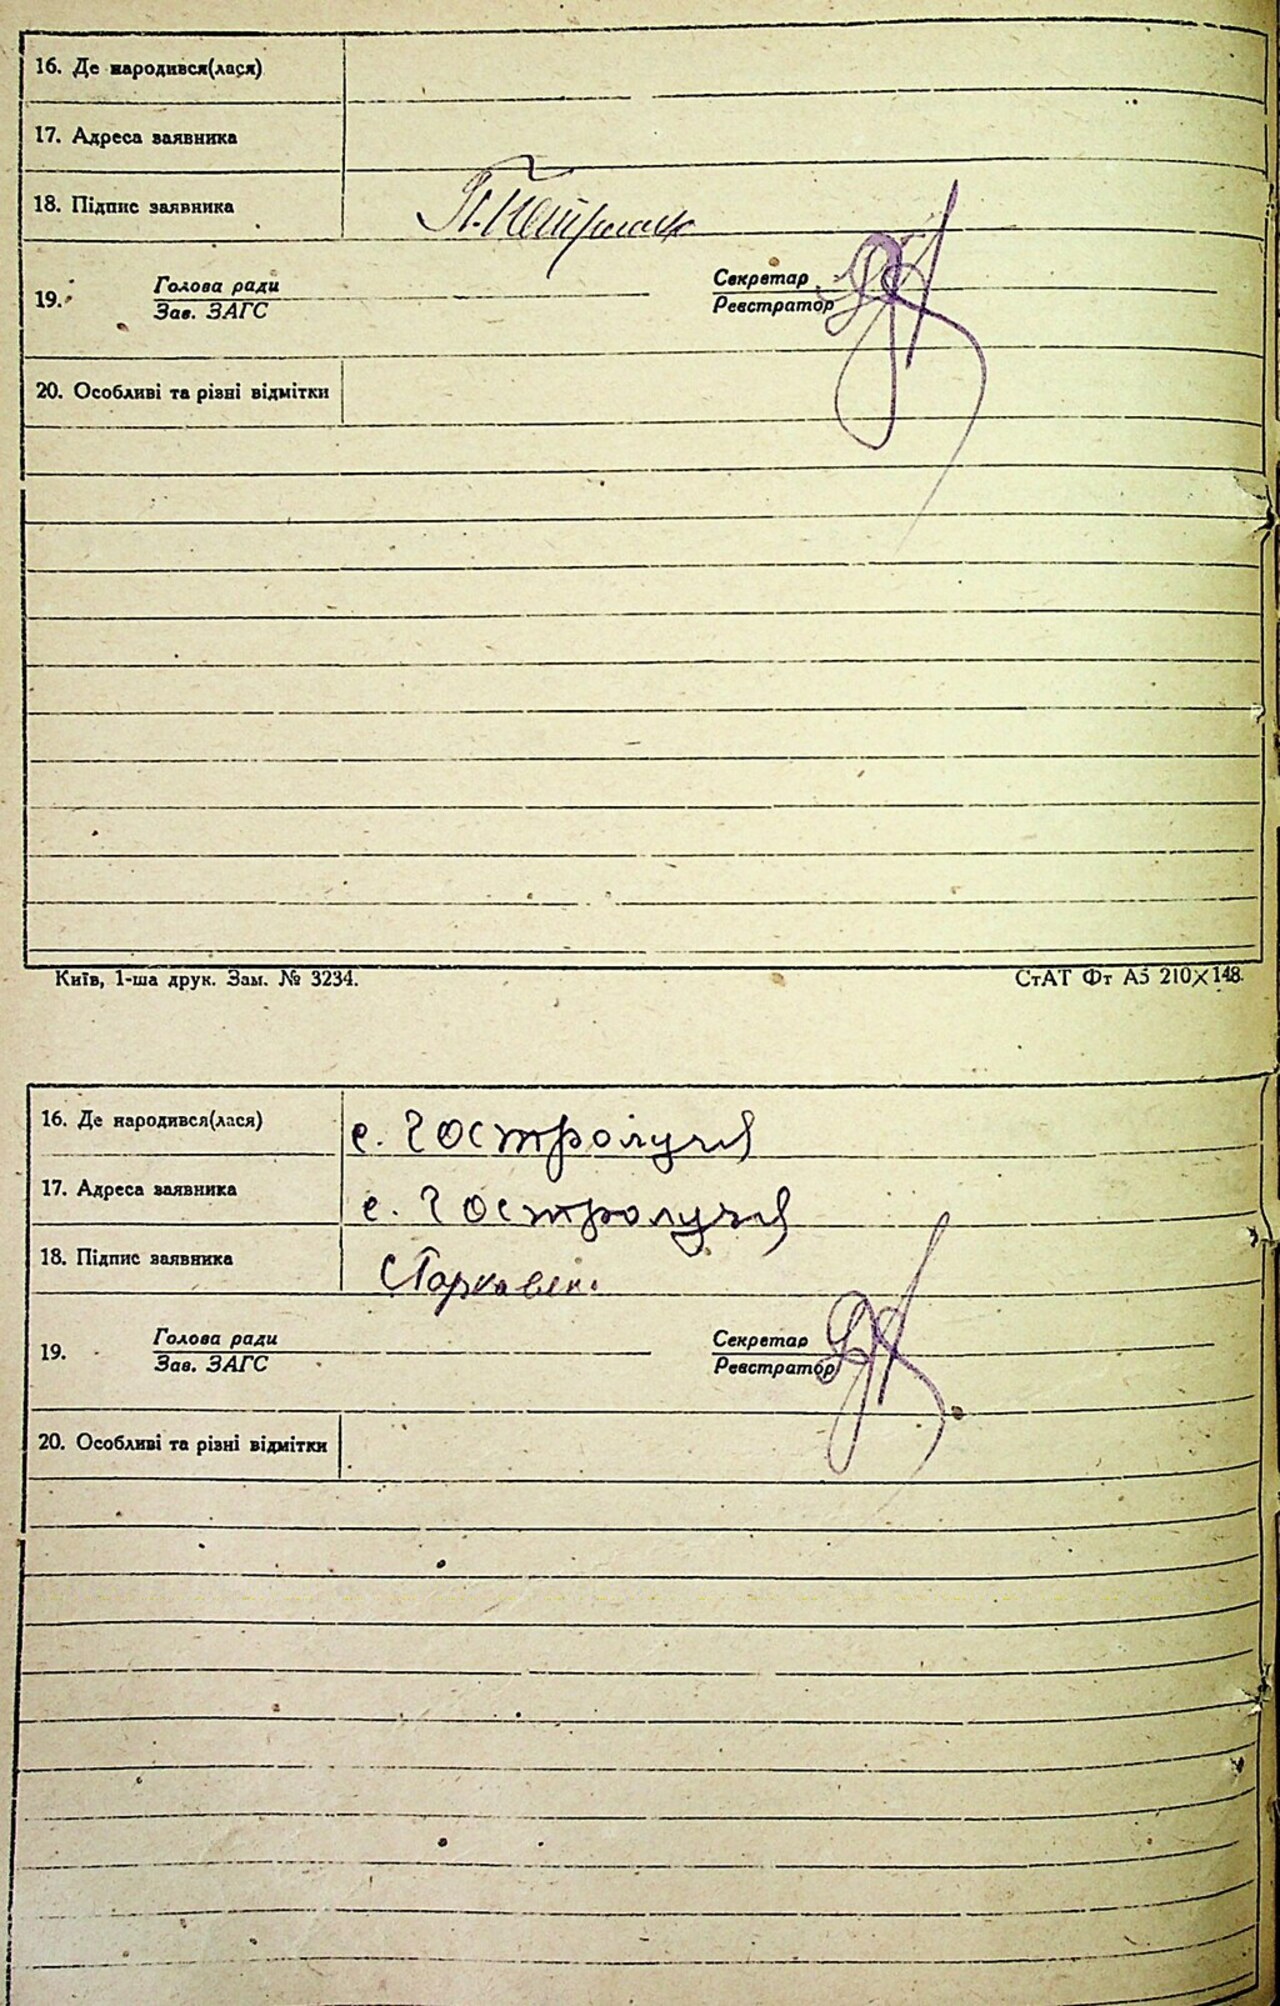 16. Де народився(лася)
17. Адреса заявника
18. Підпис заявника
19. Голова ради Секретар
Зав. ЗАГС Реєстратор
20. Особливі та різні відмітки
Київ, 1-ша друк. Зам. № 3234. СтАТ Фт А5 210×148.
16. Де народився(лася) с. Гостролуччя
17. Адреса заявника с. Гостролуччя
18. Підпис заявника
19. Голова ради Секретар
Зав. ЗАГС Реєстратор
20. Особливі та різні відмітки